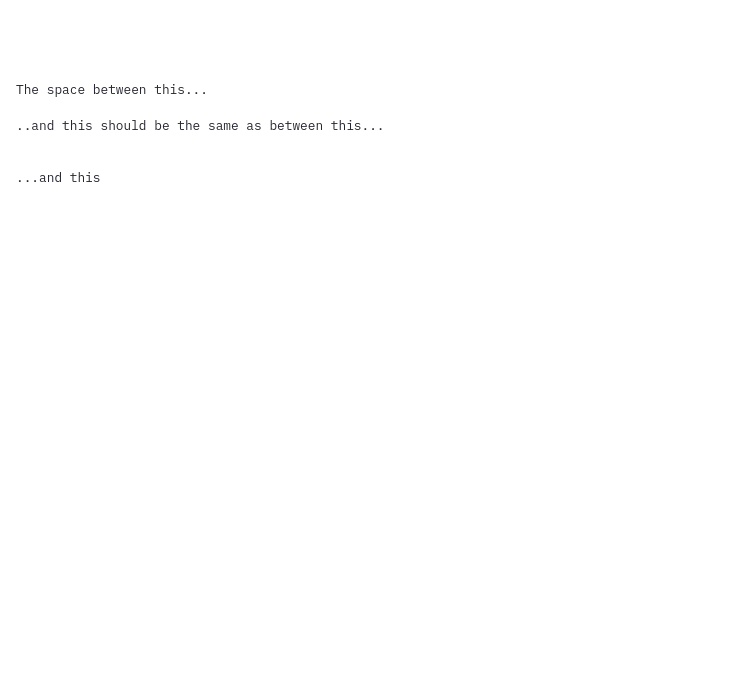 The space between this...
..and this should be the same as between this...
...and this